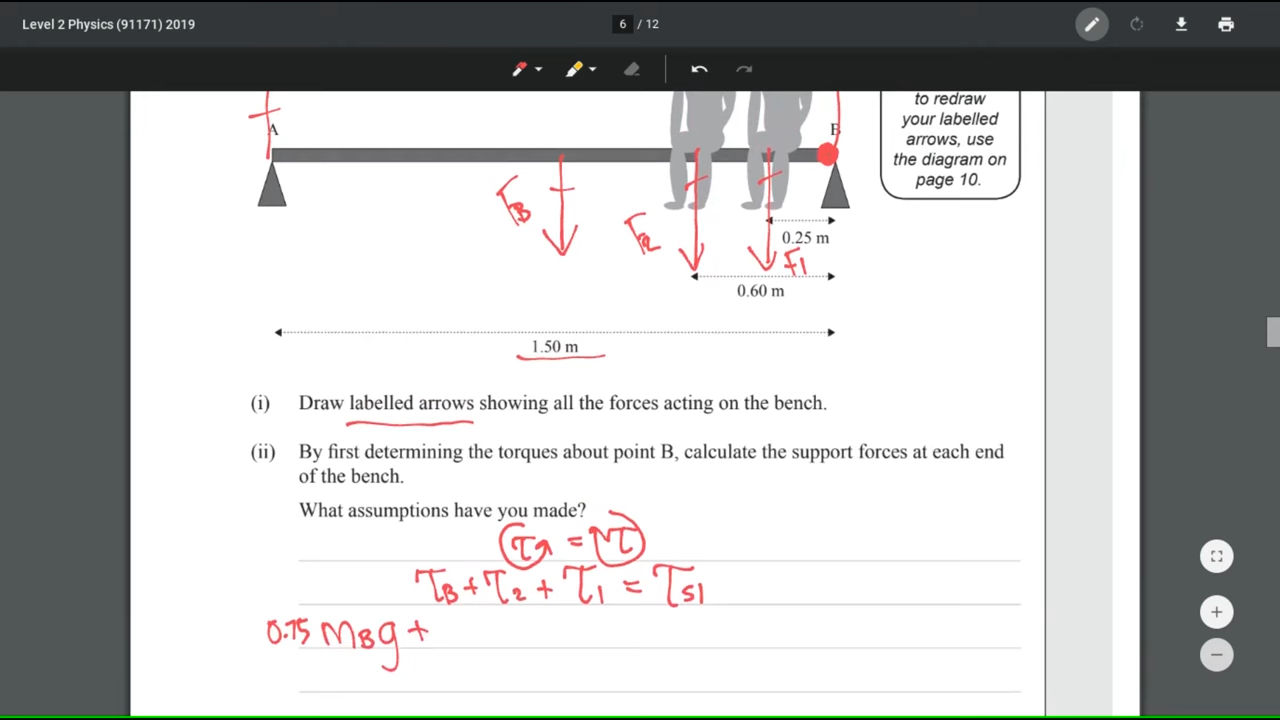 Level 2 Physics (91171) 2019
6 / 12
to redraw
your labelled
arrows, use
the diagram on
page 10.
A
B
0.25 m
0.60 m
1.50 m
(i) Draw labelled arrows showing all the forces acting on the bench.
(ii) By first determining the torques about point B, calculate the support forces at each end
of the bench.
What assumptions have you made?
τB + τ2 + τ1 = τS1
0.75 mBg +